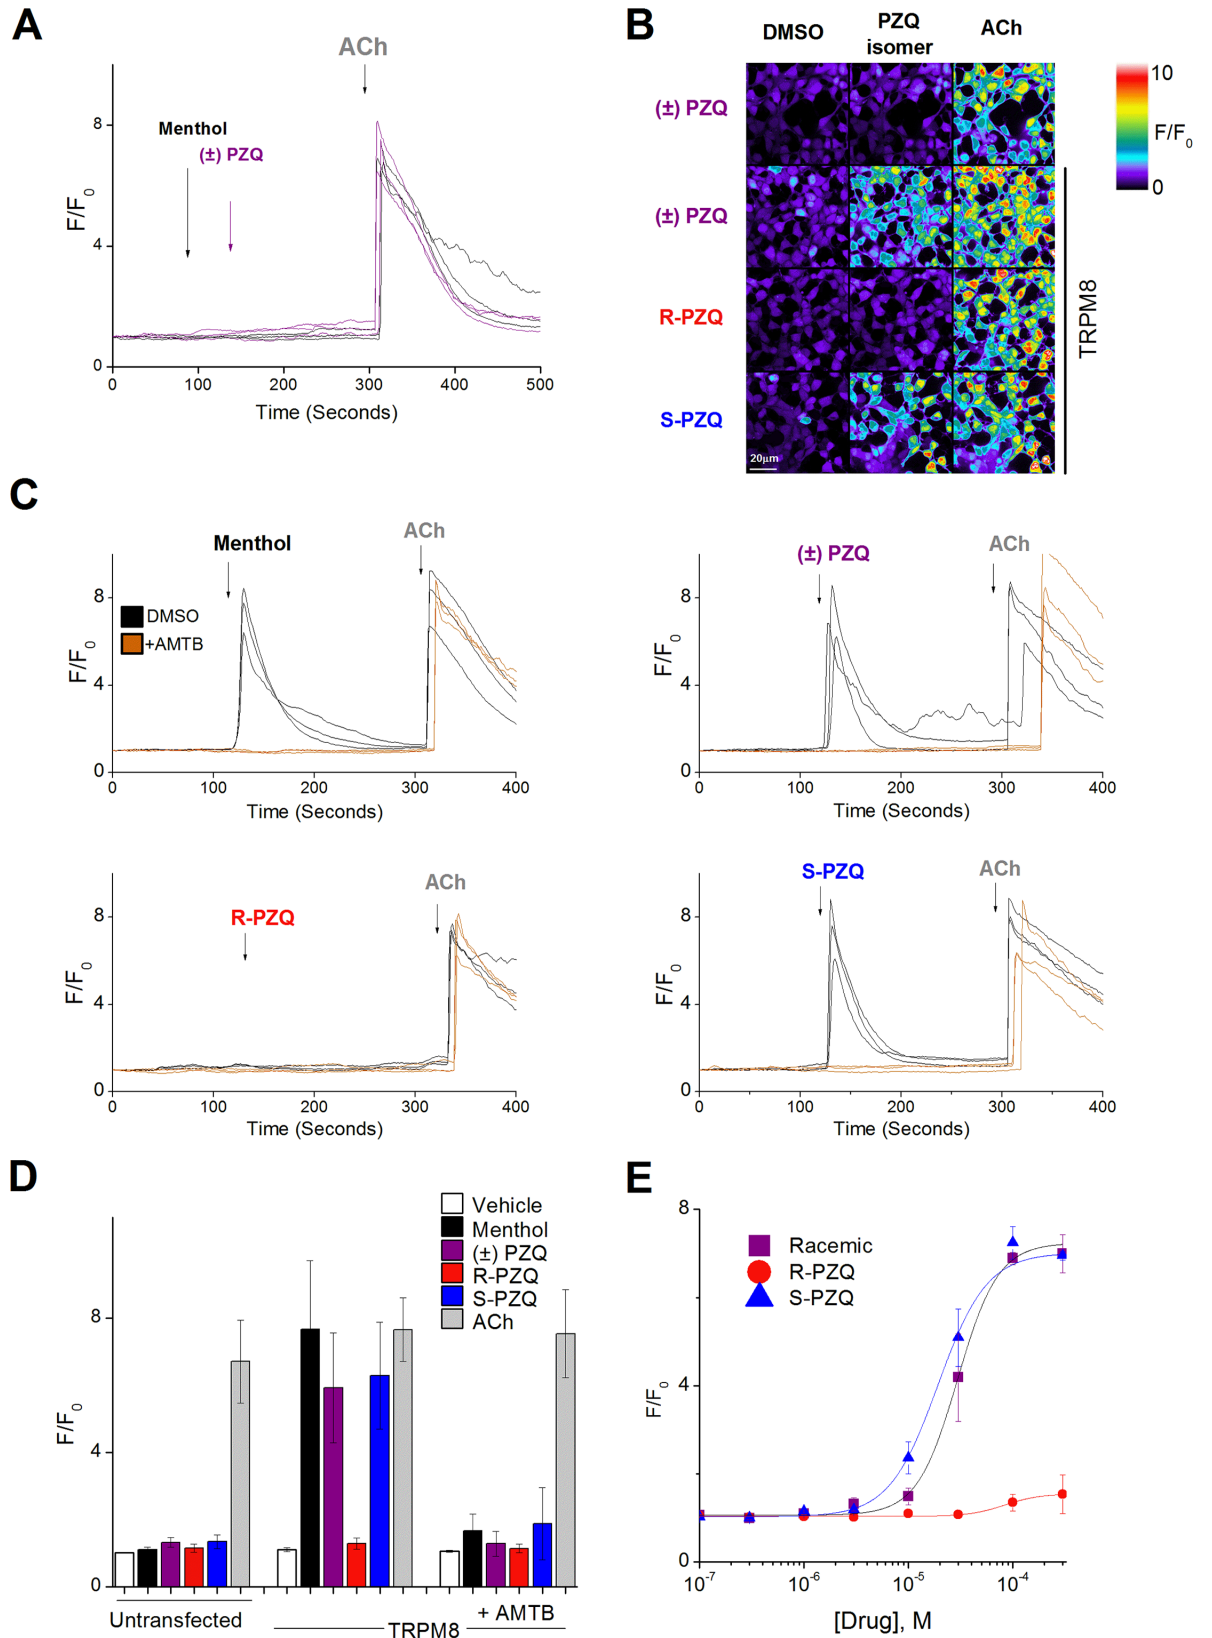 A
ACh
Menthol
(±) PZQ
8
4
0
F/F0
0 100 200 300 400 500
Time (Seconds)
B
DMSO
PZQ
isomer
ACh
(±) PZQ
(±) PZQ
R-PZQ
S-PZQ
20μm
TRPM8
10
F/F0
0
C
Menthol
ACh
DMSO
+AMTB
8
4
0
F/F0
0 100 200 300 400
Time (Seconds)
(±) PZQ
ACh
8
4
0
F/F0
0 100 200 300 400
Time (Seconds)
R-PZQ
ACh
8
4
0
F/F0
0 100 200 300 400
Time (Seconds)
S-PZQ
ACh
8
4
0
F/F0
0 100 200 300 400
Time (Seconds)
D
Vehicle
Menthol
(±) PZQ
R-PZQ
S-PZQ
ACh
8
4
0
F/F0
Untransfected
TRPM8
+ AMTB
E
Racemic
R-PZQ
S-PZQ
8
4
0
F/F0
10-7 10-6 10-5 10-4
[Drug], M